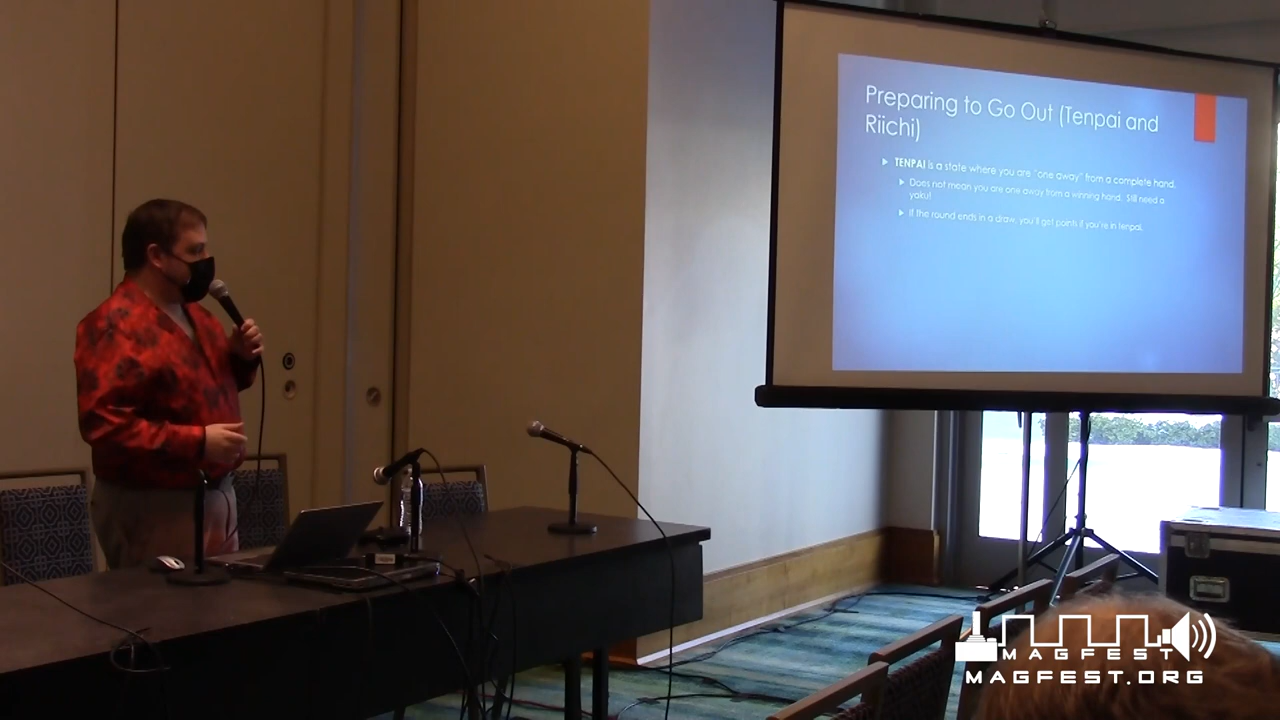 Preparing to Go Out (Tenpai and
Riichi)
TENPAI is a state where you are "one away" from a complete hand.
Does not mean you are one away from a winning hand. Still need a
yaku!
If the round ends in a draw, you'll get points if you're in tenpai.
MAGFEST
MAGFEST.ORG